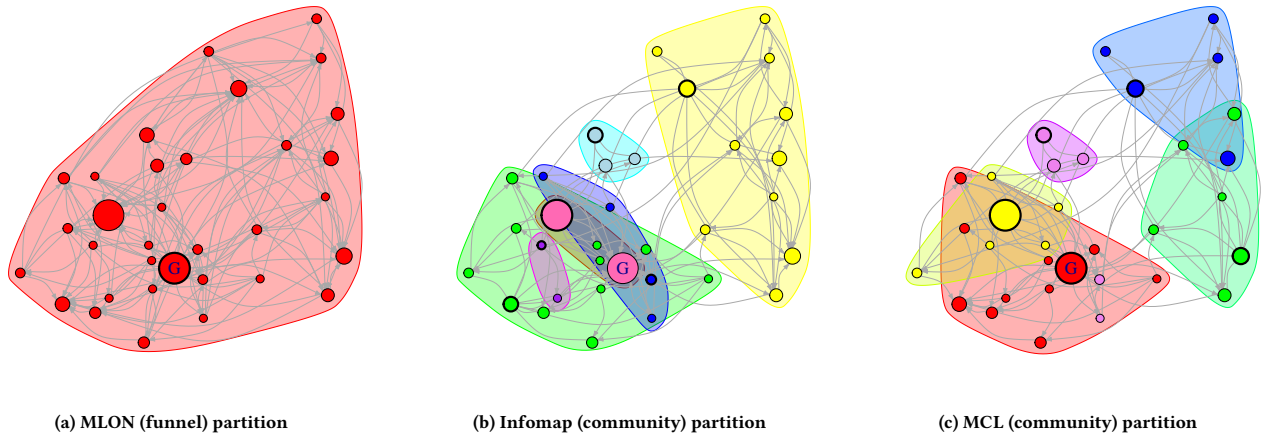 G
G
G
(a) MLON (funnel) partition
(b) Infomap (community) partition
(c) MCL (community) partition